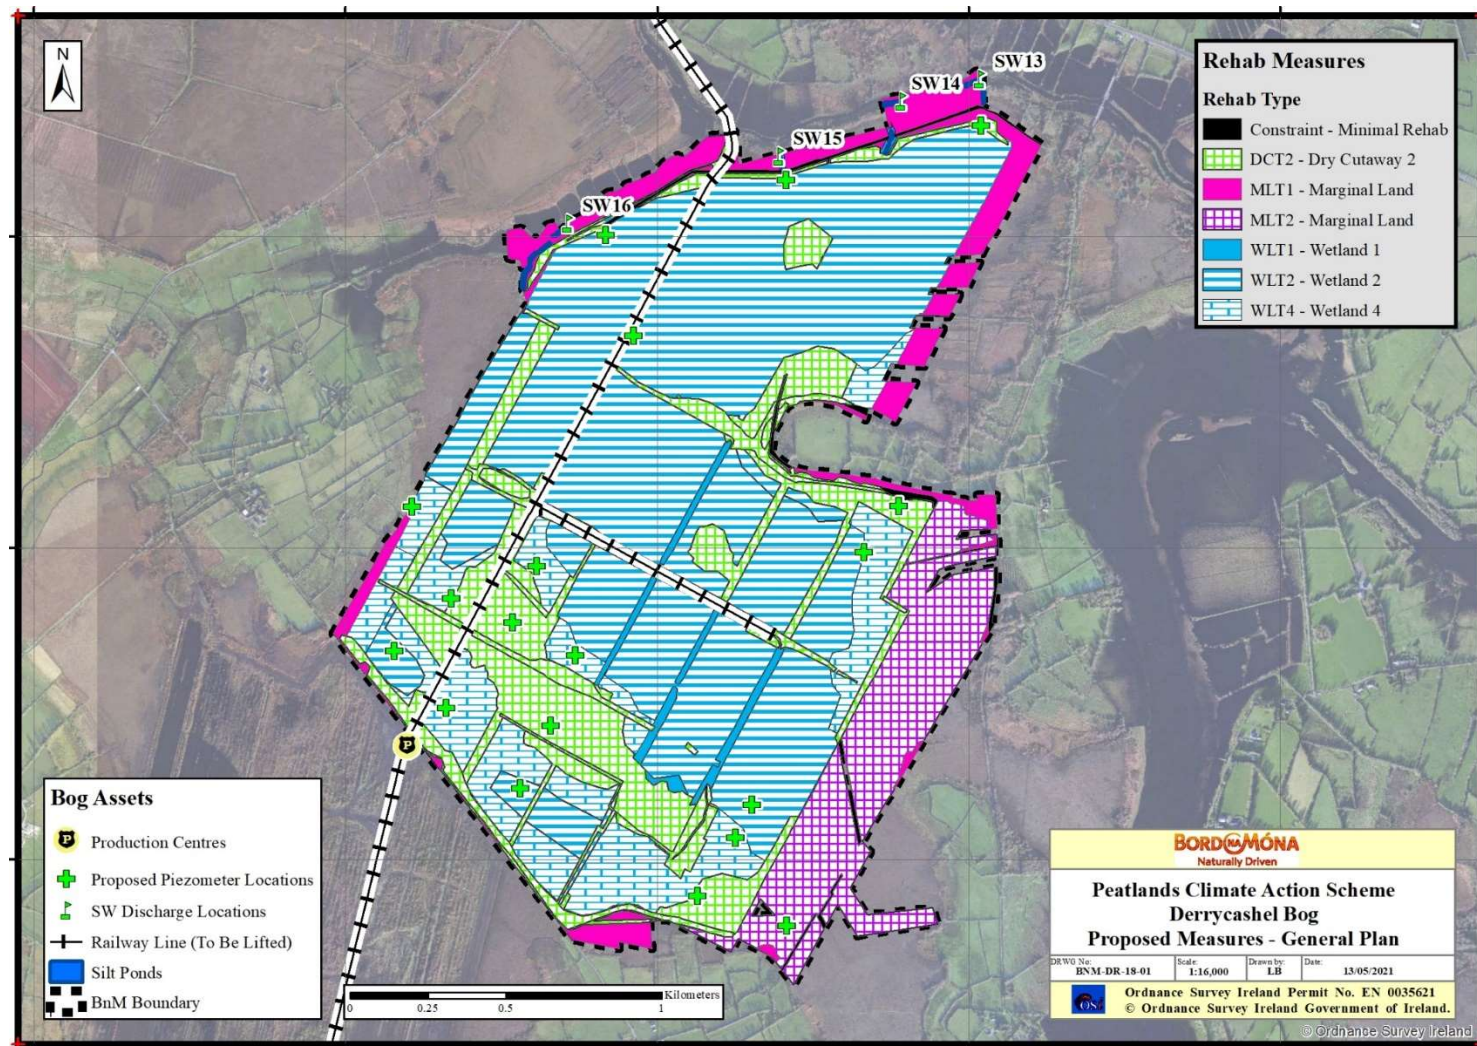 N
SW13
SW14
SW15
SW16
Rehab Measures
Rehab Type
Constraint - Minimal Rehab
DCT2 - Dry Cutaway 2
MLT1 - Marginal Land
MLT2 - Marginal Land
WLT1 - Wetland 1
WLT2 - Wetland 2
WLT4 - Wetland 4
P
Bog Assets
P Production Centres
Proposed Piezometer Locations
SW Discharge Locations
Railway Line (To Be Lifted)
Silt Ponds
BnM Boundary
Kilometers
0 0.25 0.5 1
BORD NA MÓNA
Naturally Driven
Peatlands Climate Action Scheme
Derrycashel Bog
Proposed Measures - General Plan
DRWG No: BNM-DR-18-01 Scale: 1:16,000 Drawn by: LB Date: 13/05/2021
Ordnance Survey Ireland Permit No. EN 0035621
© Ordnance Survey Ireland Government of Ireland.
© Ordnance Survey Ireland